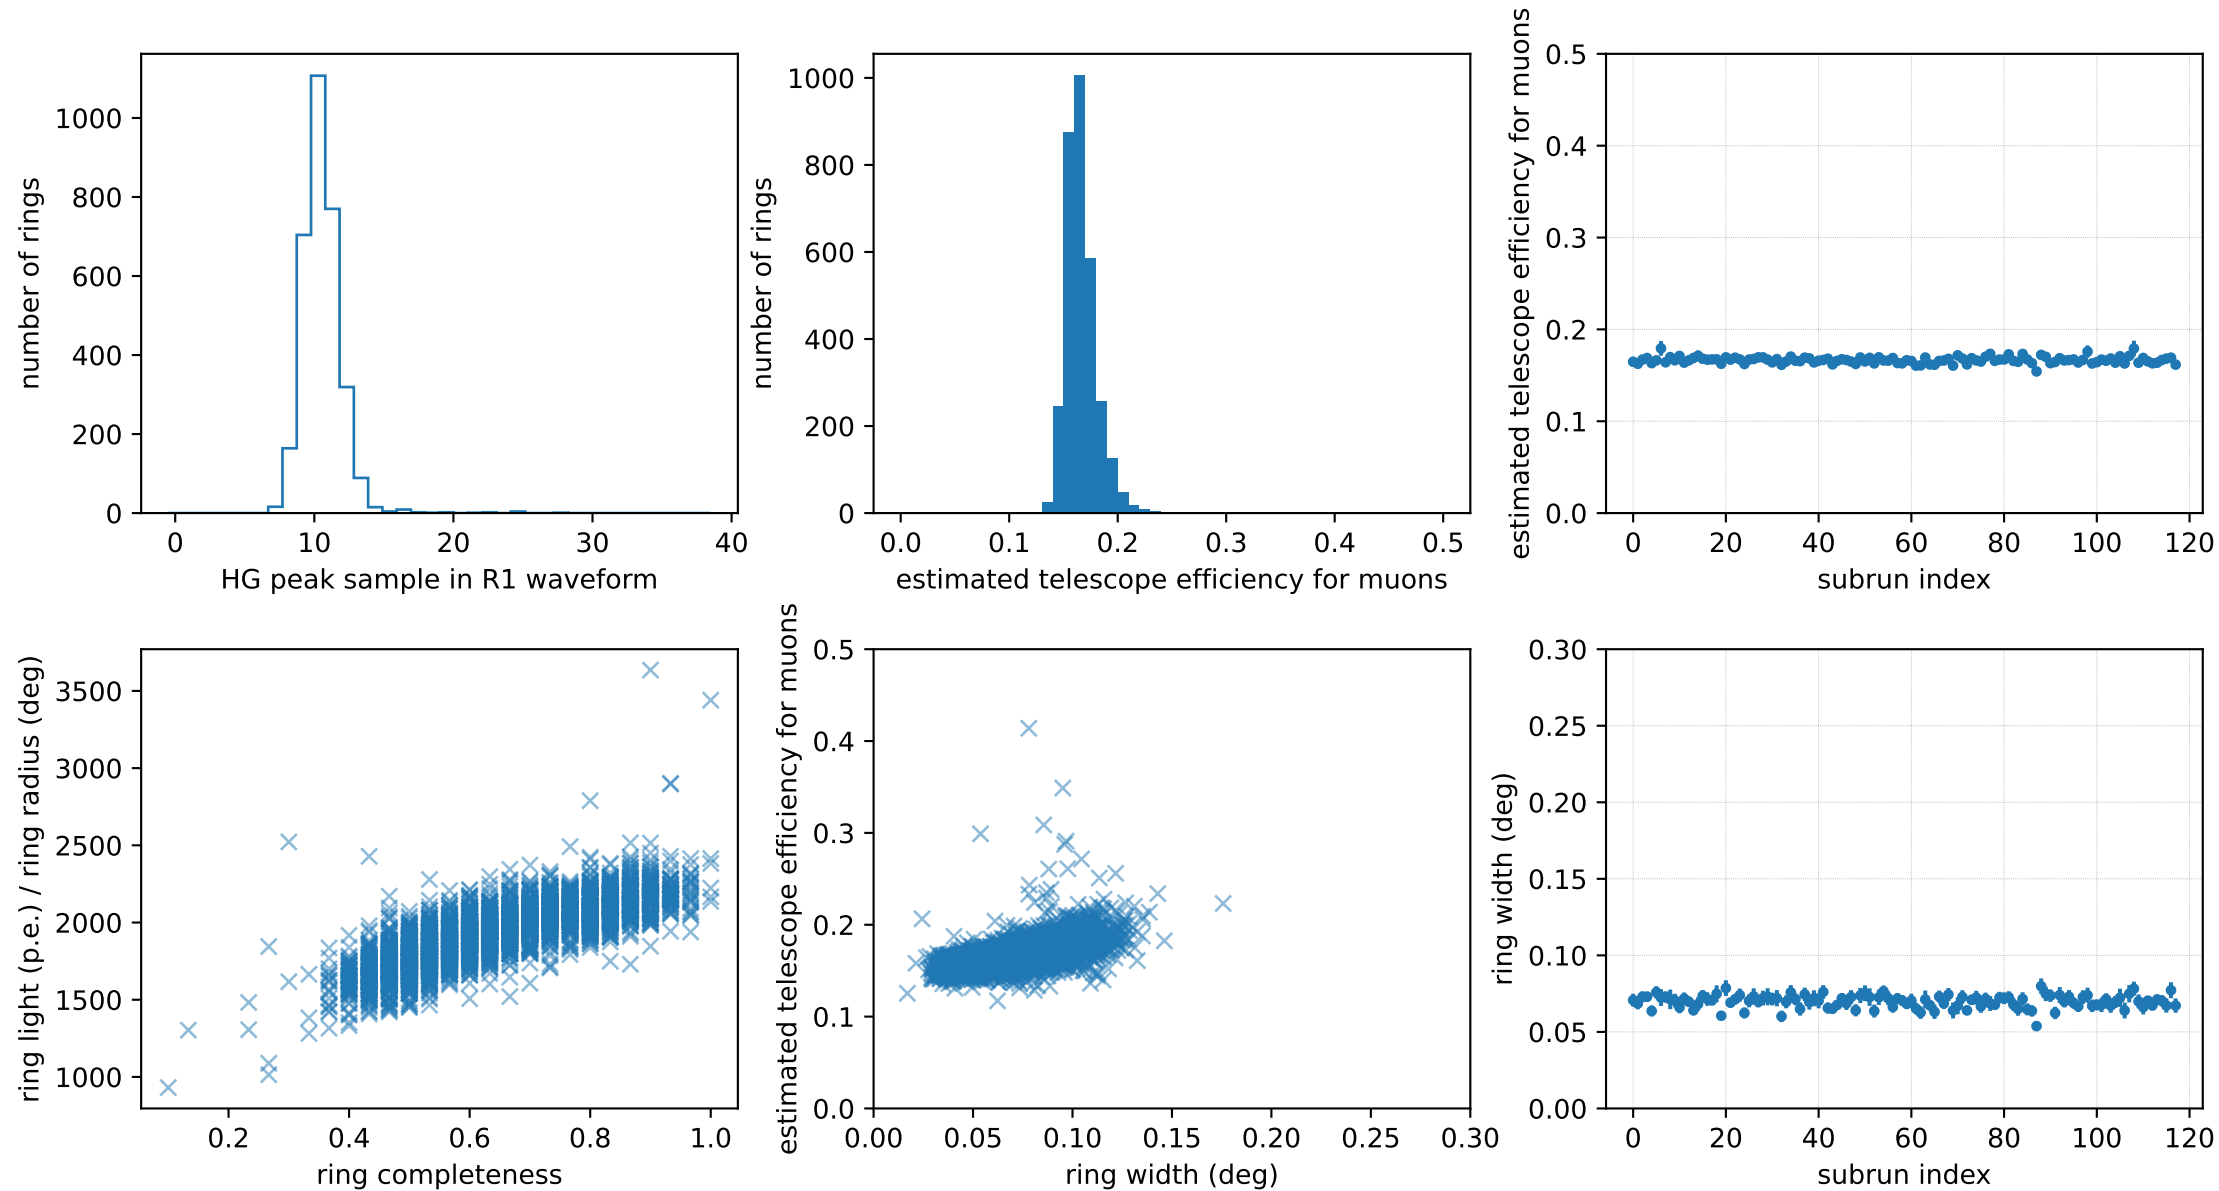 number of rings
1000
800
600
400
200
0
0 10 20 30 40
HG peak sample in R1 waveform
number of rings
1000
800
600
400
200
0
0.0 0.1 0.2 0.3 0.4 0.5
estimated telescope efficiency for muons
estimated telescope efficiency for muons
0.5
0.4
0.3
0.2
0.1
0.0
0 20 40 60 80 100 120
subrun index
ring light (p.e.) / ring radius (deg)
3500
3000
2500
2000
1500
1000
0.2 0.4 0.6 0.8 1.0
ring completeness
estimated telescope efficiency for muons
0.5
0.4
0.3
0.2
0.1
0.0
0.00 0.05 0.10 0.15 0.20 0.25 0.30
ring width (deg)
ring width (deg)
0.30
0.25
0.20
0.15
0.10
0.05
0.00
0 20 40 60 80 100 120
subrun index